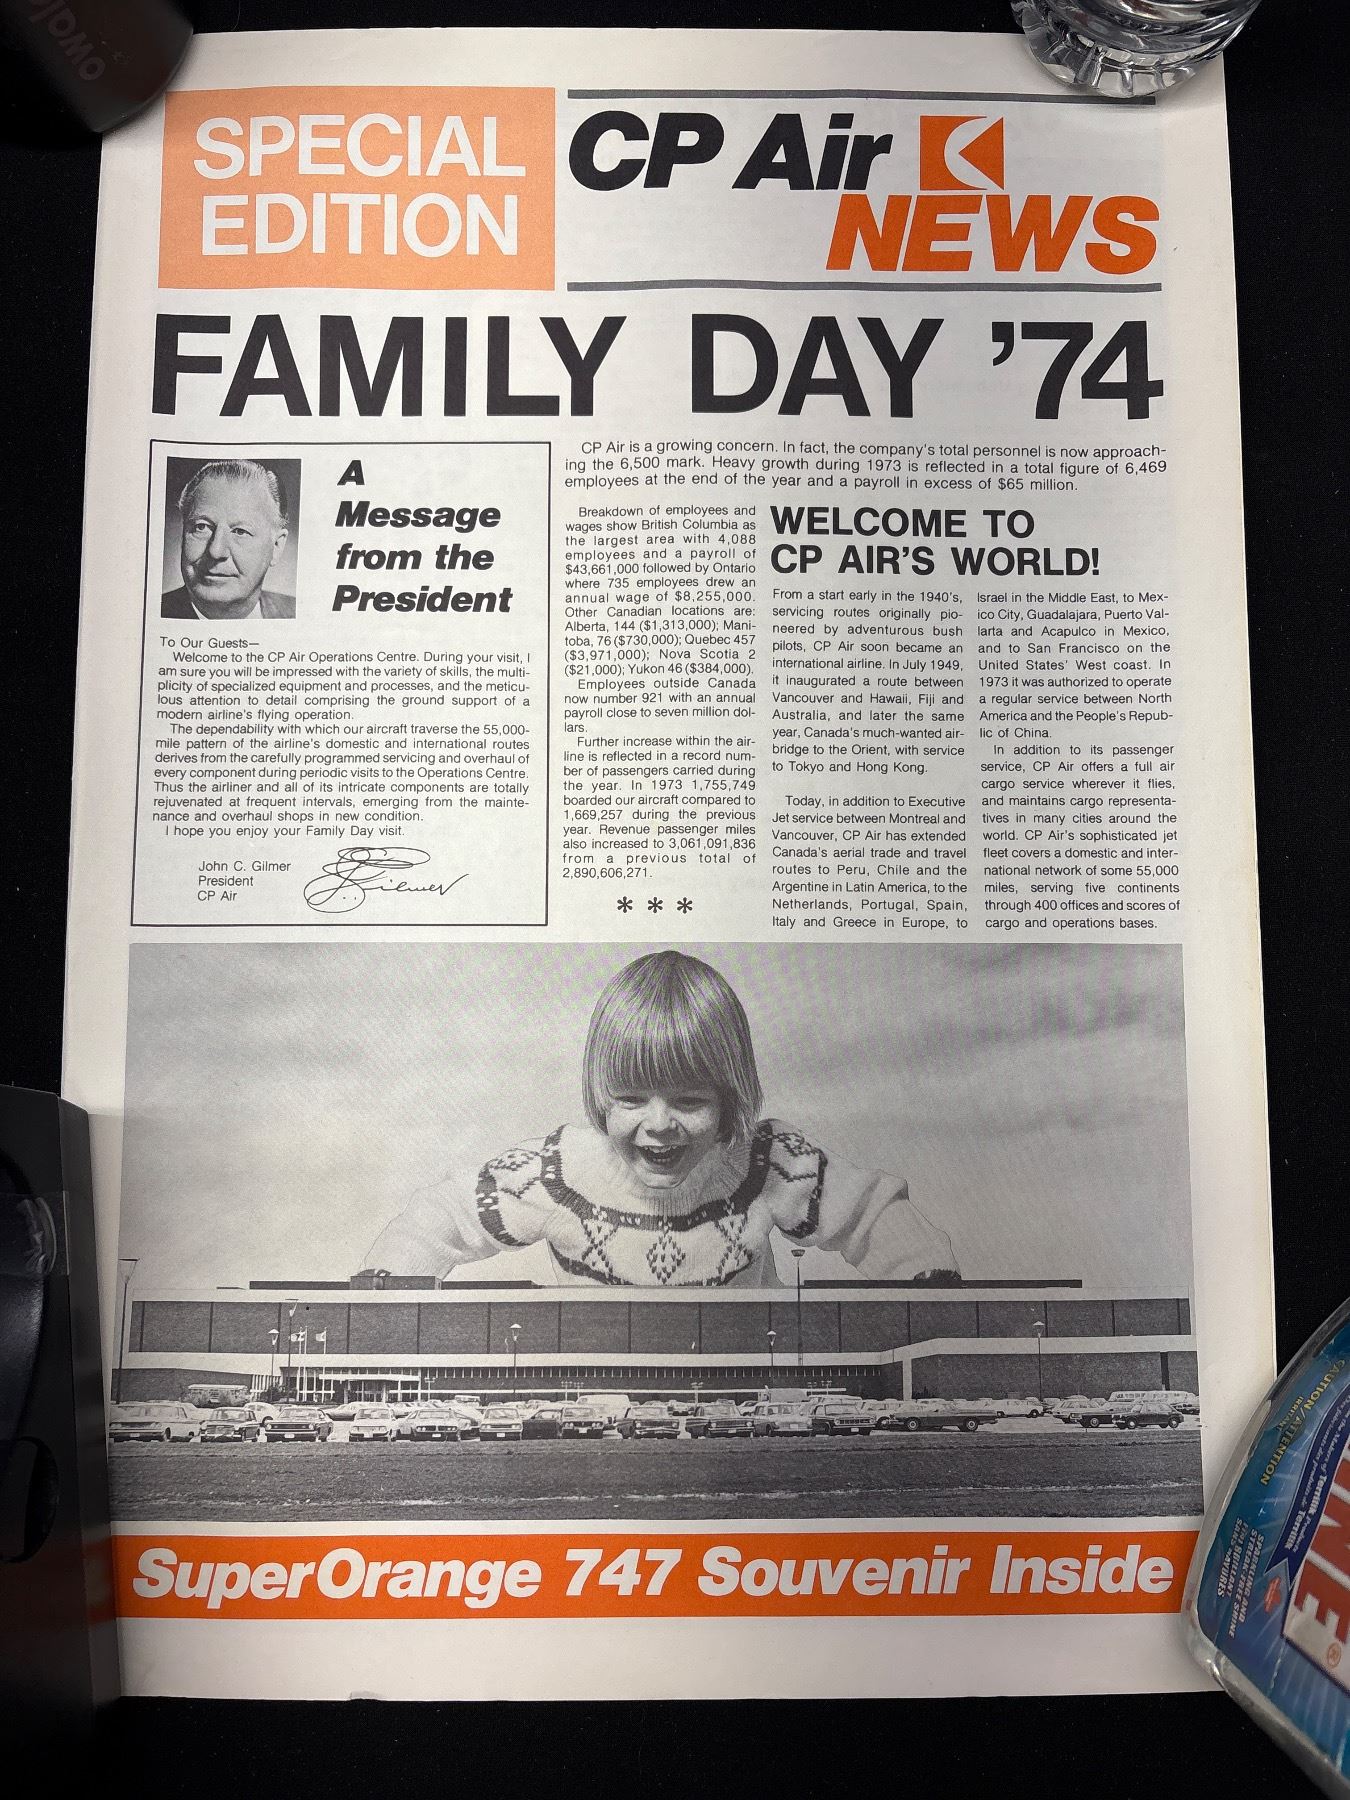 SPECIAL
EDITION
CP Air
NEWS
FAMILY DAY '74
A
Message
from the
President
To Our Guests—
Welcome to the CP Air Operations Centre. During your visit, I
am sure you will be impressed with the variety of skills, the multi-
plicity of specialized equipment and processes, and the meticu-
lous attention to detail comprising the ground support of a
modern airline's flying operation.
The dependability with which our aircraft traverse the 55,000-
mile pattern of the airline's domestic and international routes
derives from the carefully programmed servicing and overhaul of
every component during periodic visits to the Operations Centre.
Thus the airliner and all of its intricate components are totally
rejuvenated at frequent intervals, emerging from the mainte-
nance and overhaul shops in new condition.
I hope you enjoy your Family Day visit.
John C. Gilmer
President
CP Air
CP Air is a growing concern. In fact, the company's total personnel is now approach-
ing the 6,500 mark. Heavy growth during 1973 is reflected in a total figure of 6,469
employees at the end of the year and a payroll in excess of $65 million.
Breakdown of employees and
wages show British Columbia as
the largest area with 4,088
employees and a payroll of
$43,661,000 followed by Ontario
where 735 employees drew an
annual wage of $8,255,000.
Other Canadian locations are:
Alberta, 144 ($1,313,000); Mani-
toba, 76 ($730,000); Quebec 457
($3,971,000); Nova Scotia 2
($21,000); Yukon 46 ($384,000).
Employees outside Canada
now number 921 with an annual
payroll close to seven million dol-
lars.
Further increase within the air-
line is reflected in a record num-
ber of passengers carried during
the year. In 1973 1,755,749
boarded our aircraft compared to
1,669,257 during the previous
year. Revenue passenger miles
also increased to 3,061,091,836
from a previous total of
2,890,606,271.
* * *
WELCOME TO
CP AIR'S WORLD!
From a start early in the 1940's,
servicing routes originally pio-
neered by adventurous bush
pilots, CP Air soon became an
international airline. In July 1949,
it inaugurated a route between
Vancouver and Hawaii, Fiji and
Australia, and later the same
year, Canada's much-wanted air-
bridge to the Orient, with service
to Tokyo and Hong Kong.
Today, in addition to Executive
Jet service between Montreal and
Vancouver, CP Air has extended
Canada's aerial trade and travel
routes to Peru, Chile and the
Argentine in Latin America, to the
Netherlands, Portugal, Spain,
Italy and Greece in Europe, to
Israel in the Middle East, to Mex-
ico City, Guadalajara, Puerto Val-
larta and Acapulco in Mexico,
and to San Francisco on the
United States' West coast. In
1973 it was authorized to operate
a regular service between North
America and the People's Repub-
lic of China.
In addition to its passenger
service, CP Air offers a full air
cargo service wherever it flies,
and maintains cargo representa-
tives in many cities around the
world. CP Air's sophisticated jet
fleet covers a domestic and inter-
national network of some 55,000
miles, serving five continents
through 400 offices and scores of
cargo and operations bases.
SuperOrange 747 Souvenir Inside
CAUTION / ATTENTION